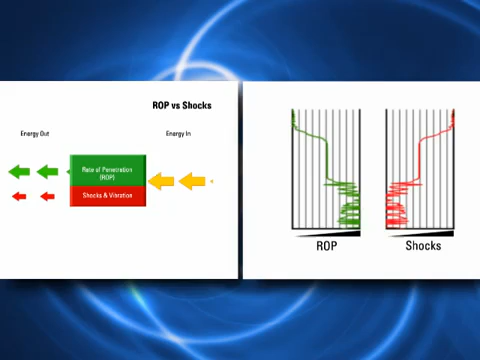 ROP vs Shocks
Energy Out
Energy In
Rate of Penetration
(ROP)
Shocks & Vibration
ROP
Shocks